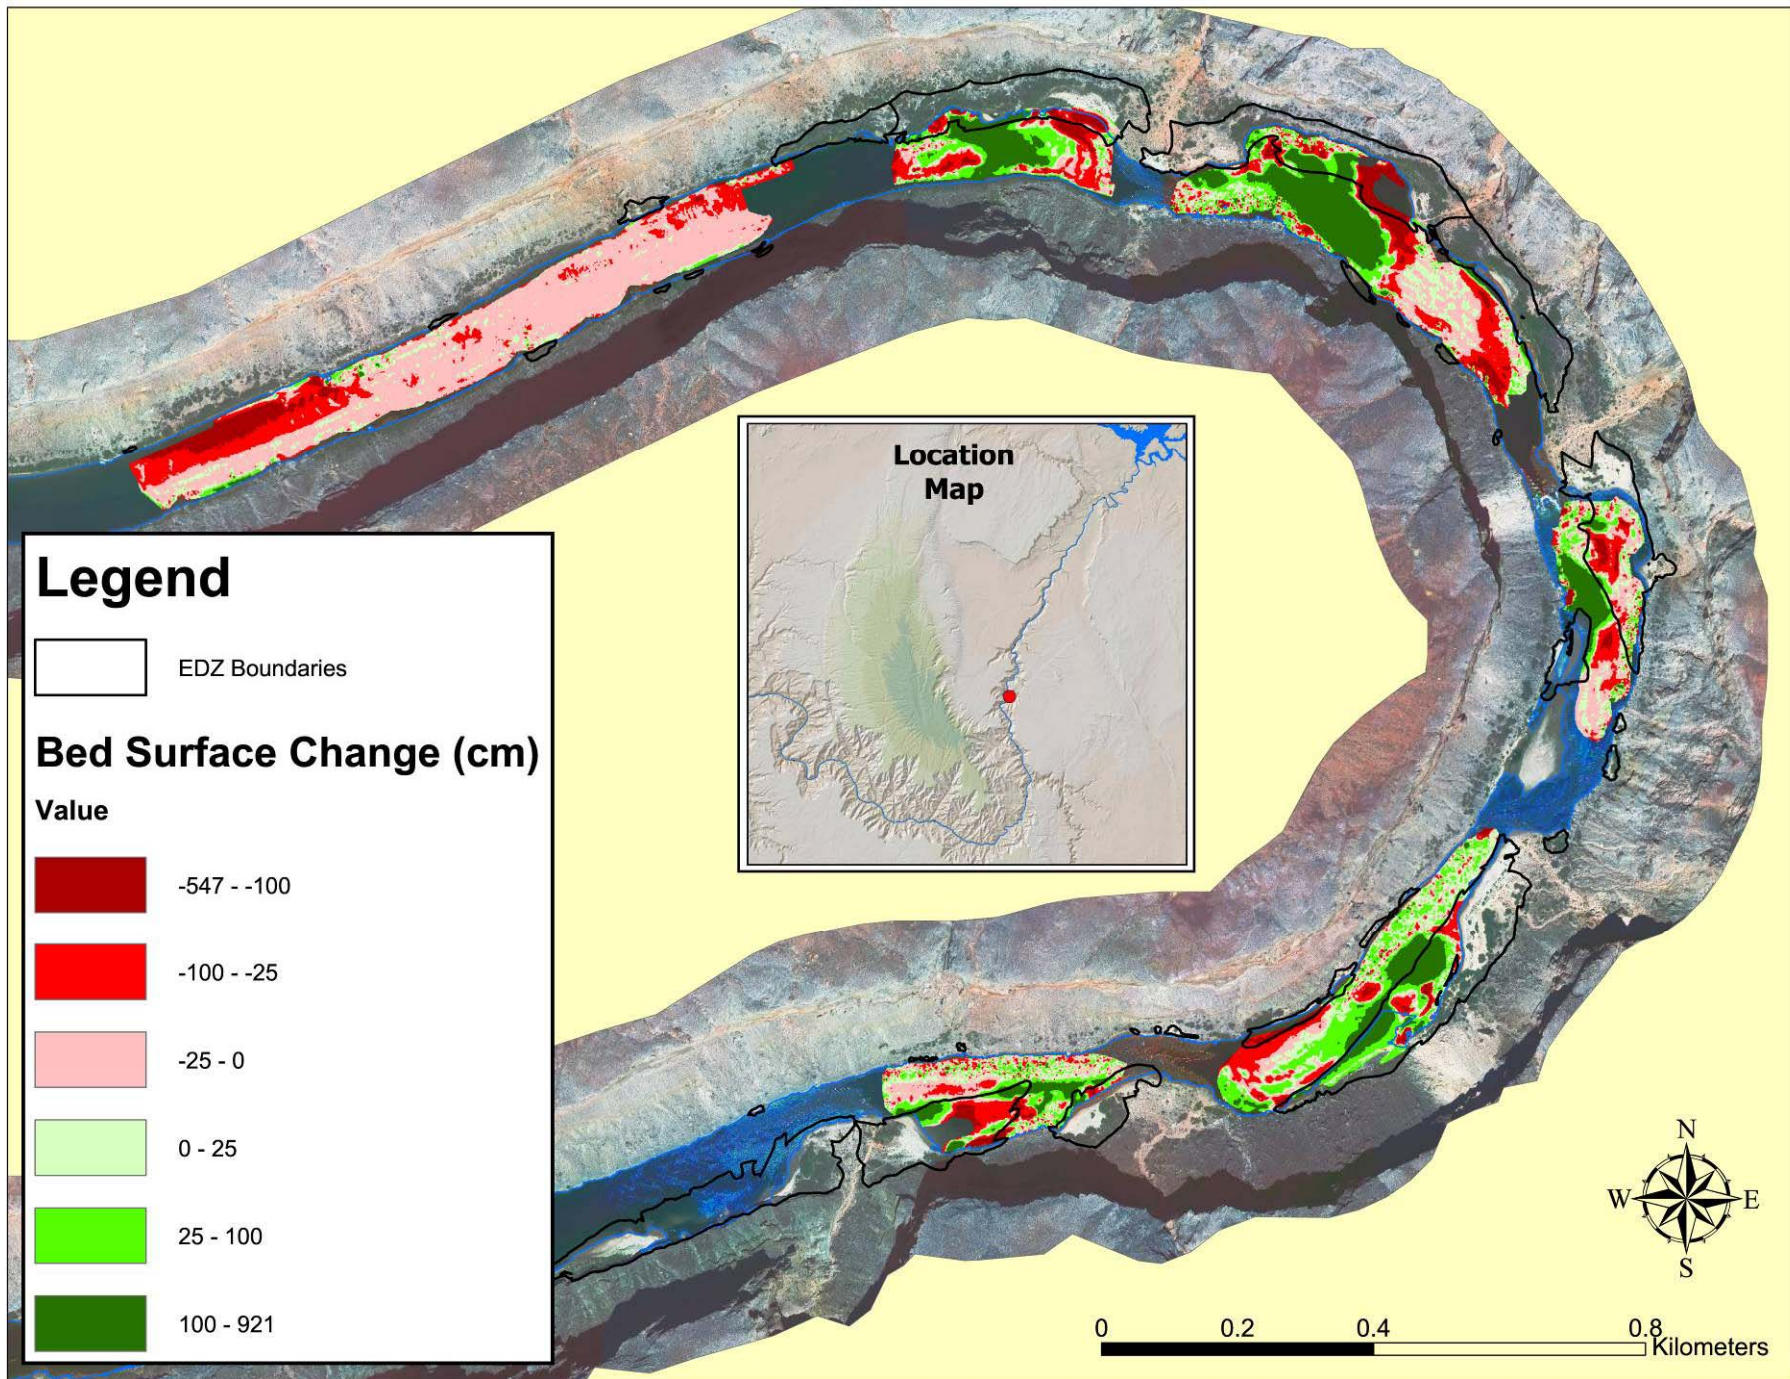 Location
Map
Legend
EDZ Boundaries
Bed Surface Change (cm)
Value
-547 - -100
-100 - -25
-25 - 0
0 - 25
25 - 100
100 - 921
N
W E
S
0 0.2 0.4 0.8
Kilometers